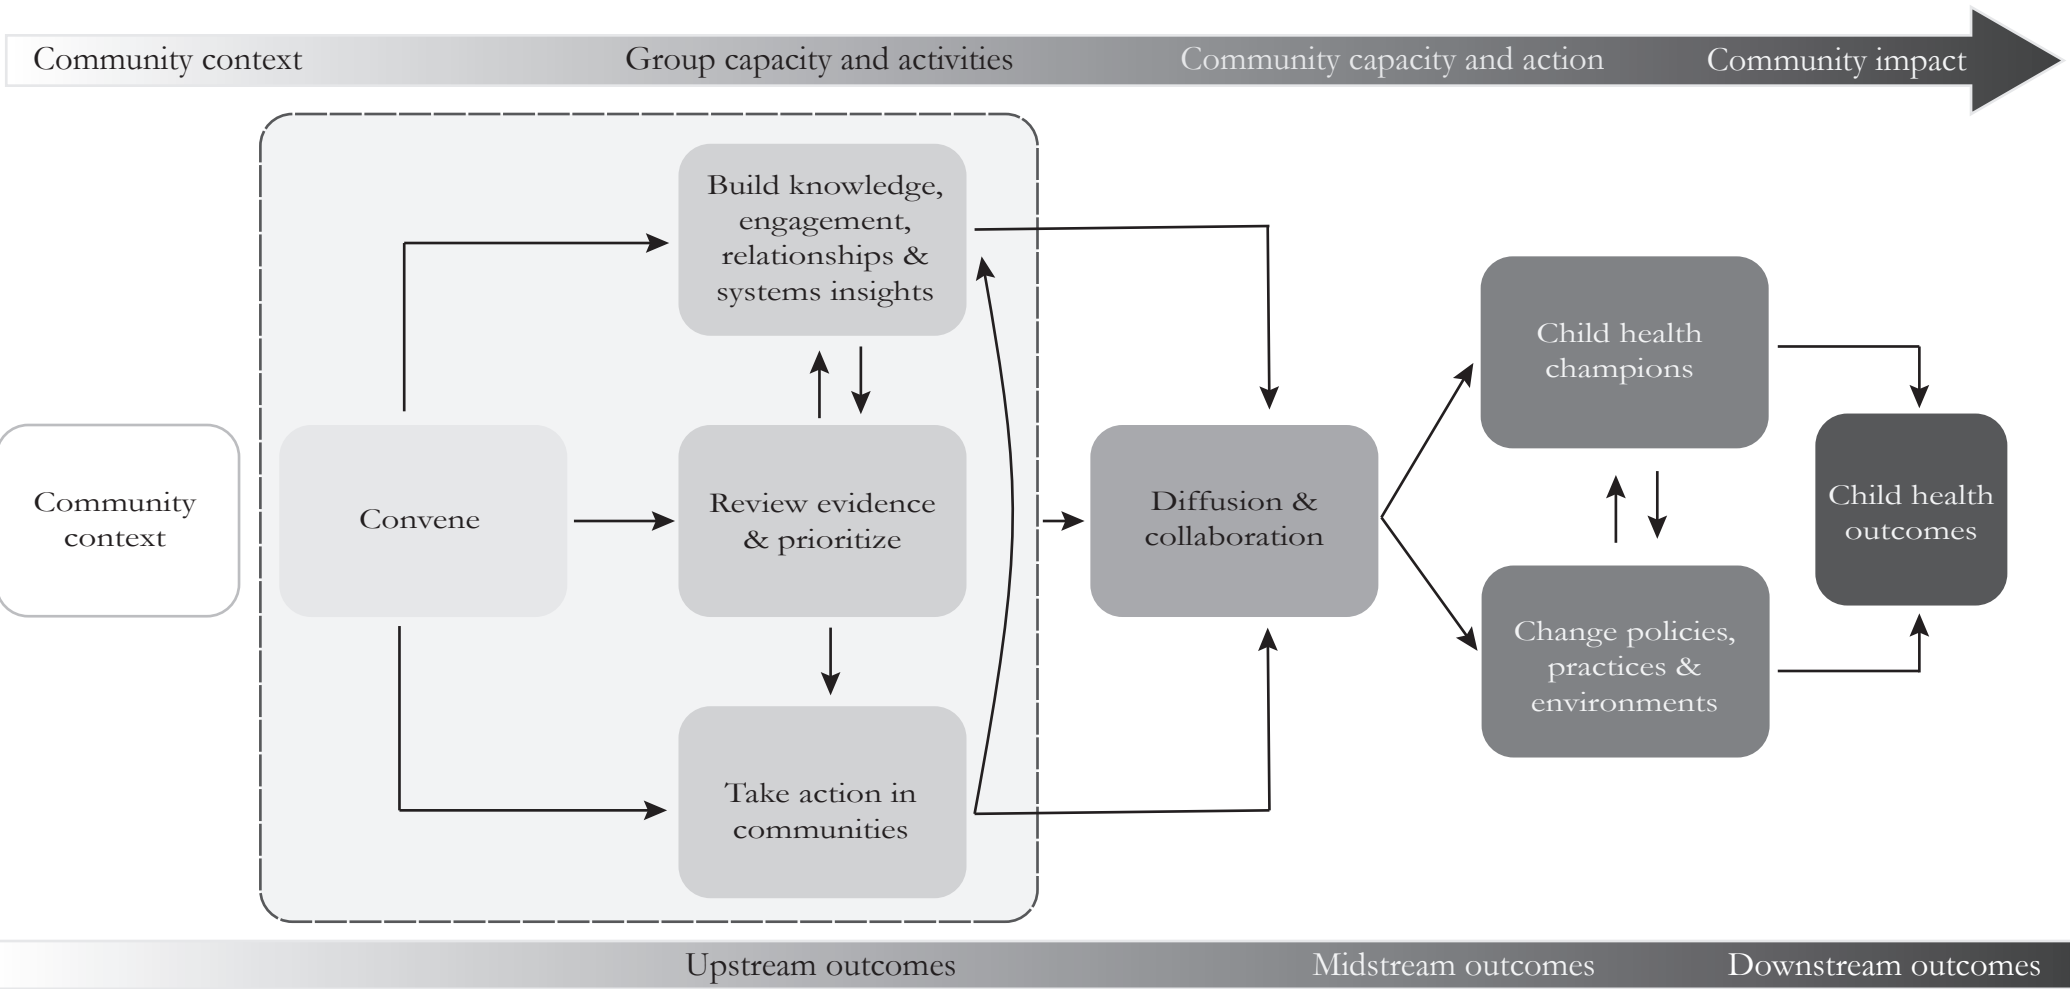 Community context
Group capacity and activities
Community capacity and action
Community impact
Build knowledge,
engagement,
relationships &
systems insights
Community
context
Convene
Review evidence
& prioritize
Take action in
communities
Diffusion &
collaboration
Child health
champions
Change policies,
practices &
environments
Child health
outcomes
Upstream outcomes
Midstream outcomes
Downstream outcomes